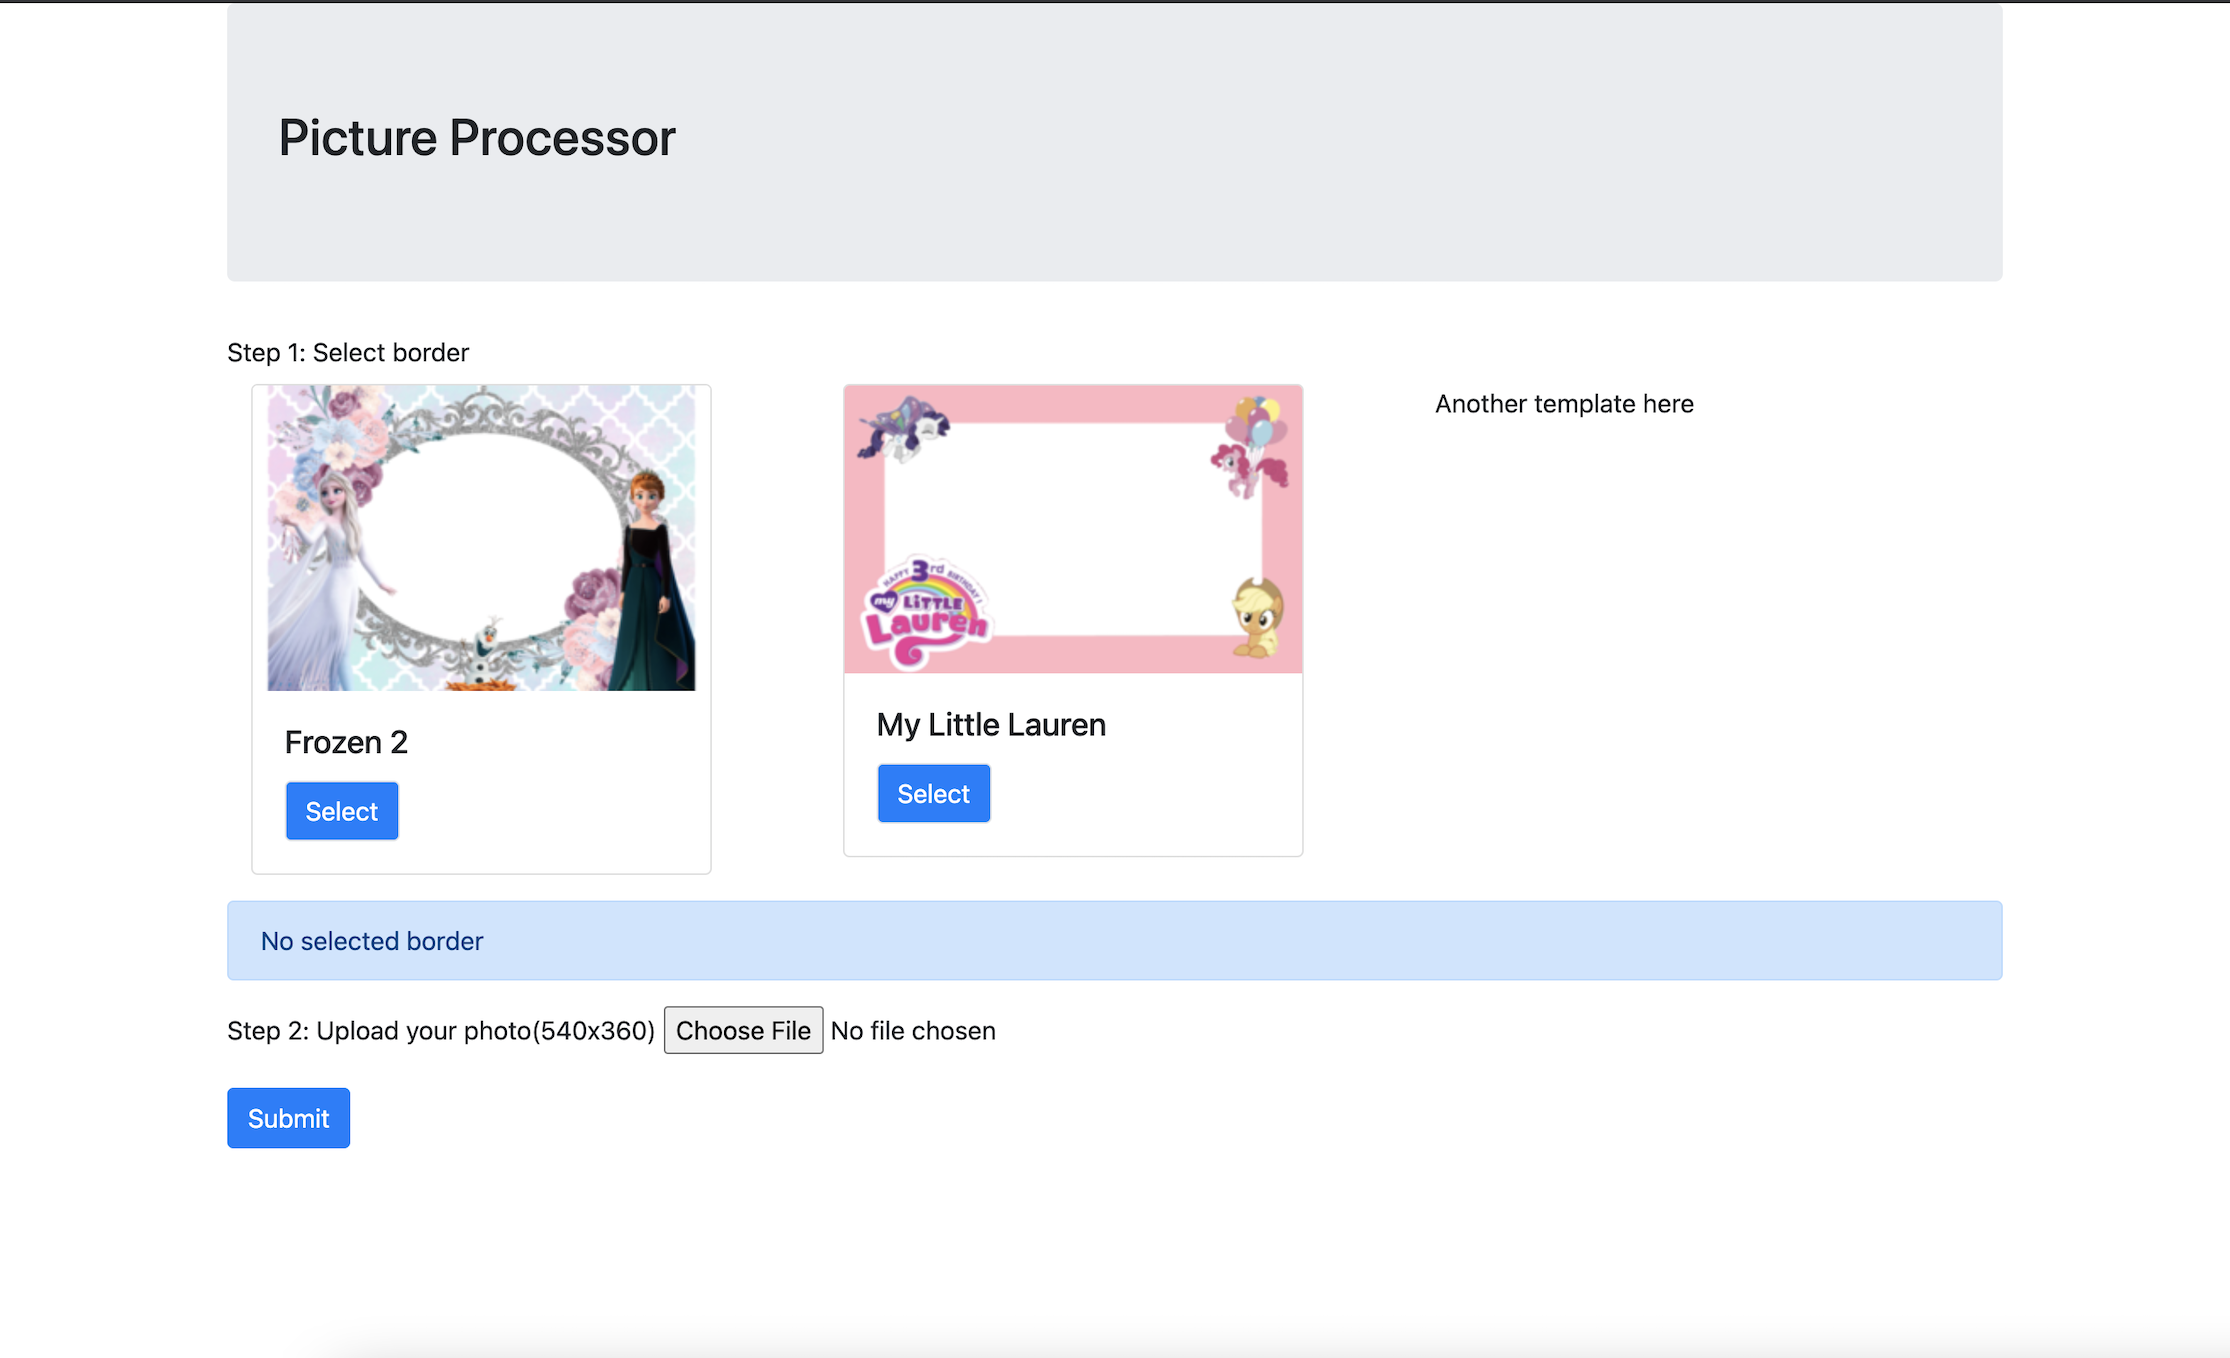 Picture Processor
Step 1: Select border
HAPPY 3rd BIRTHDAY!
my LiTTLE
Lauren
Another template here
Frozen 2
Select
My Little Lauren
Select
No selected border
Step 2: Upload your photo(540x360) Choose File No file chosen
Submit